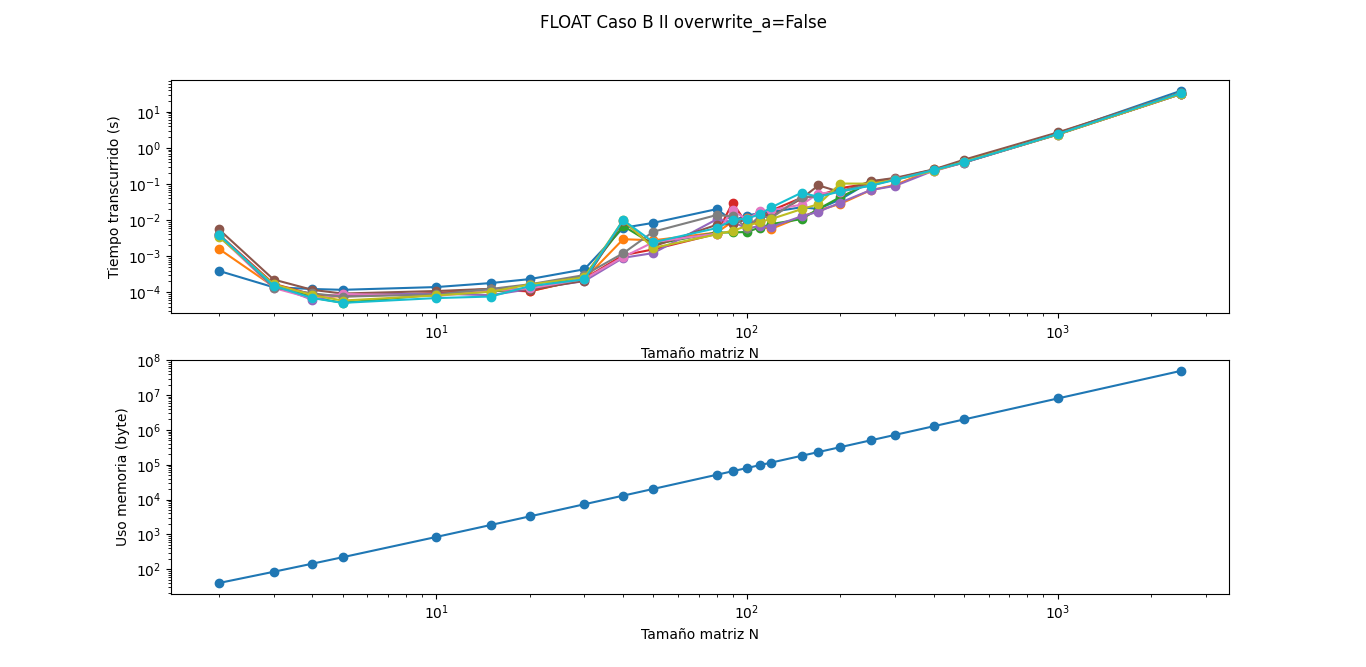 FLOAT Caso B II overwrite_a=False
Tiempo transcurrido (s)
10¹
10⁰
10⁻¹
10⁻²
10⁻³
10⁻⁴
10¹ 10² 10³
Tamaño matriz N
Uso memoria (byte)
10⁸
10⁷
10⁶
10⁵
10⁴
10³
10²
10¹ 10² 10³
Tamaño matriz N